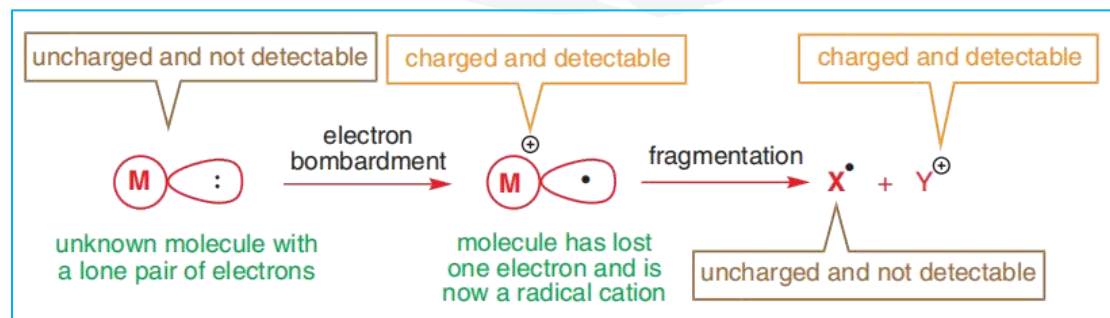 uncharged and not detectable
charged and detectable
charged and detectable
electron
bombardment
fragmentation
M :
⊕
M •
X• + Y⊕
unknown molecule with
a lone pair of electrons
molecule has lost
one electron and is
now a radical cation
uncharged and not detectable